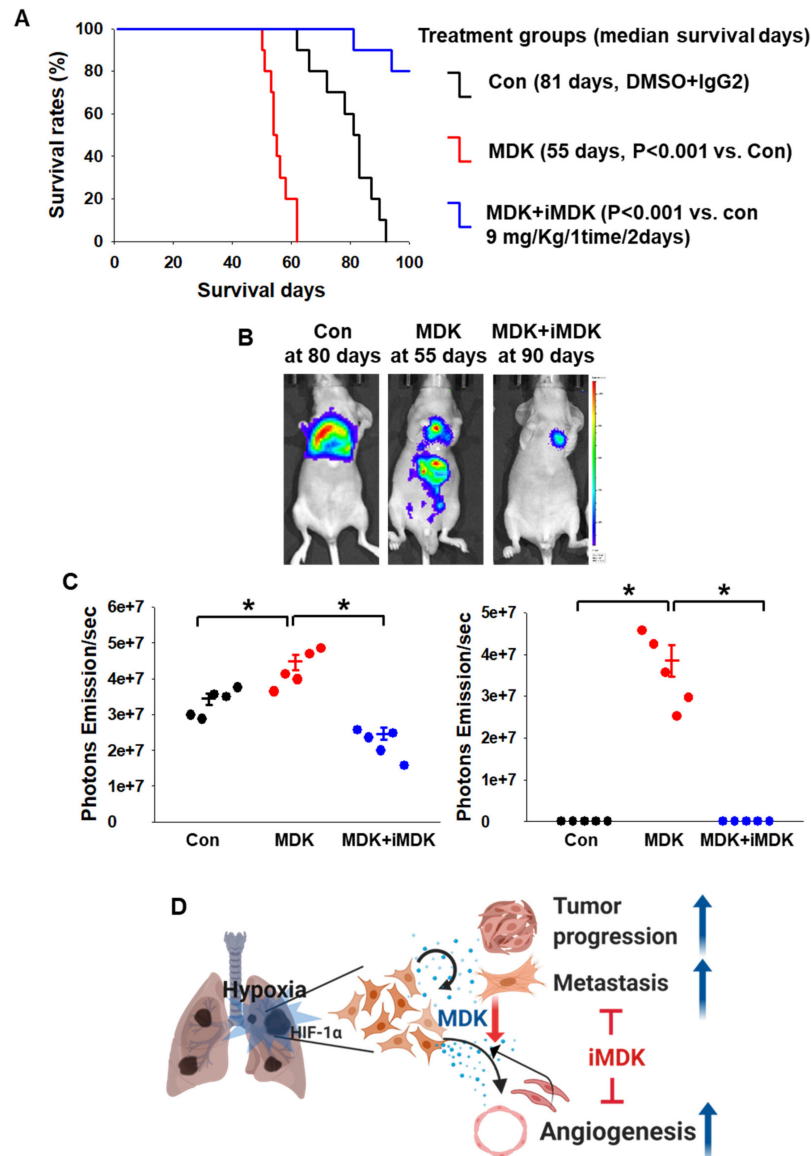 A
Survival rates (%)
100
80
60
40
20
0
0
20
40
60
80
100
Survival days
Treatment groups (median survival days)
Con (81 days, DMSO+IgG2)
MDK (55 days, P<0.001 vs. Con)
MDK+iMDK (P<0.001 vs. con
9 mg/Kg/1time/2days)
B
Con
at 80 days
MDK
at 55 days
MDK+iMDK
at 90 days
C
Photons Emission/sec
6e+7
5e+7
4e+7
3e+7
2e+7
1e+7
0
*
*
Con
MDK
MDK+iMDK
Photons Emission/sec
5e+7
4e+7
3e+7
2e+7
1e+7
0
*
*
Con
MDK
MDK+iMDK
D
Hypoxia
HIF-1α
MDK
Tumor
progression
Metastasis
iMDK
Angiogenesis